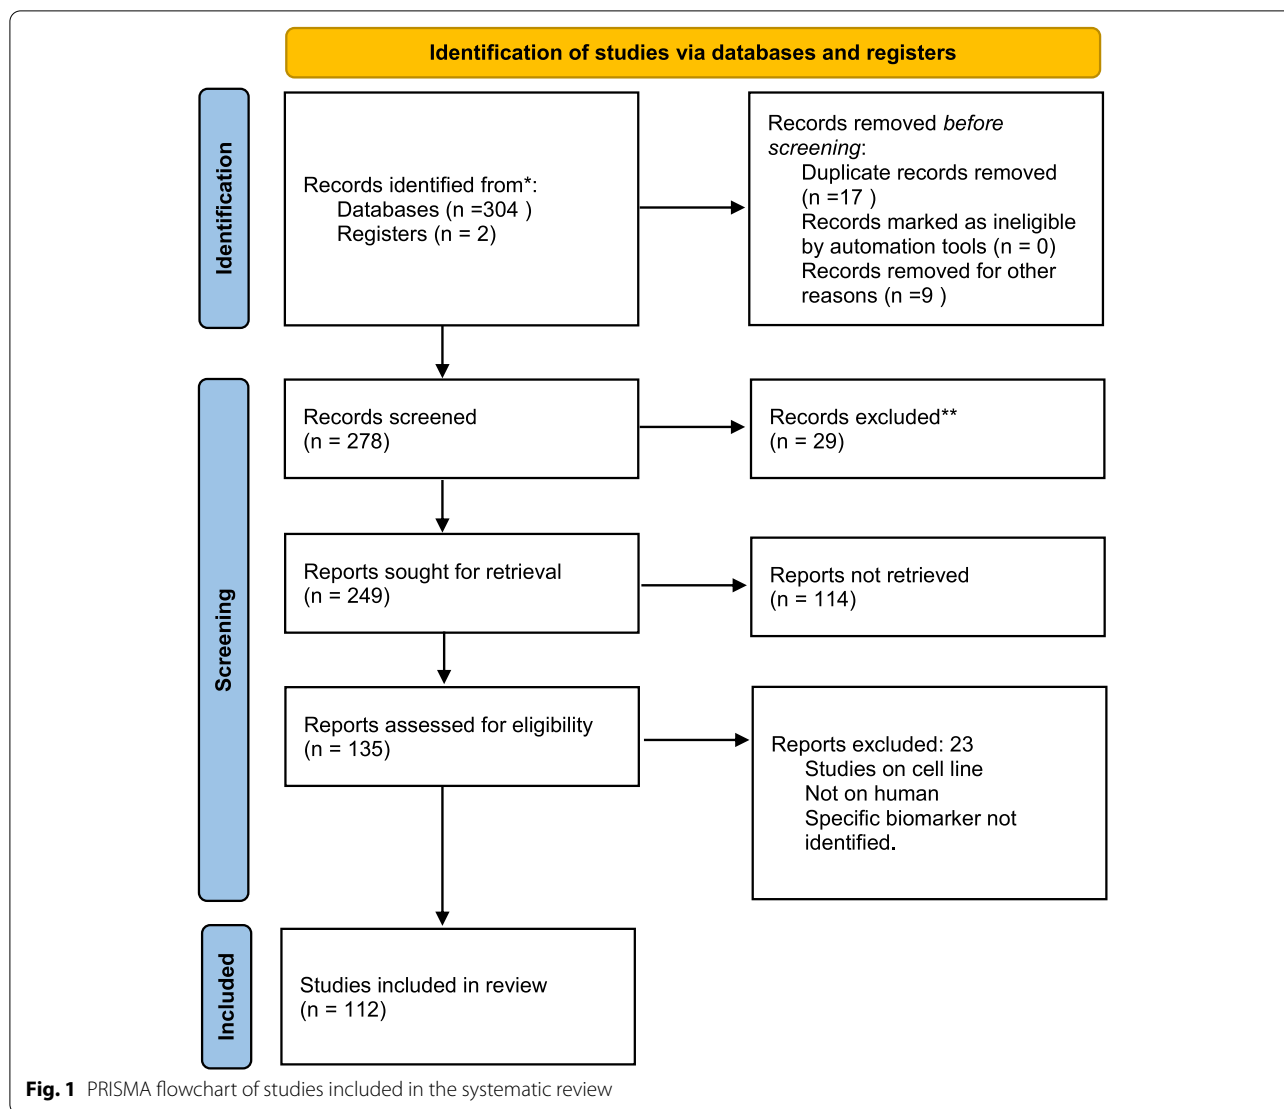 Identification of studies via databases and registers
Identification
Records identified from*:
Databases (n =304 )
Registers (n = 2)
Records removed before
screening:
Duplicate records removed
(n =17 )
Records marked as ineligible
by automation tools (n = 0)
Records removed for other
reasons (n =9 )
Screening
Records screened
(n = 278)
Records excluded**
(n = 29)
Reports sought for retrieval
(n = 249)
Reports not retrieved
(n = 114)
Reports assessed for eligibility
(n = 135)
Reports excluded: 23
Studies on cell line
Not on human
Specific biomarker not
identified.
Included
Studies included in review
(n = 112)
Fig. 1 PRISMA flowchart of studies included in the systematic review